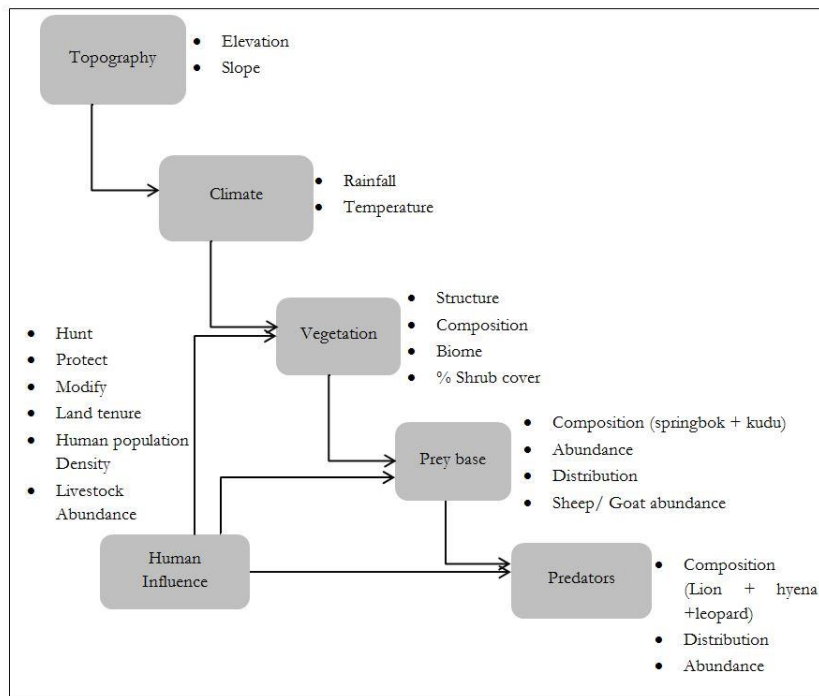 Topography
• Elevation
• Slope
Climate
• Rainfall
• Temperature
Vegetation
• Structure
• Composition
• Biome
• % Shrub cover
• Hunt
• Protect
• Modify
• Land tenure
• Human population
Density
• Livestock
Abundance
Prey base
• Composition (springbok + kudu)
• Abundance
• Distribution
• Sheep/ Goat abundance
Human
Influence
Predators
• Composition
(Lion + hyena
+leopard)
• Distribution
• Abundance